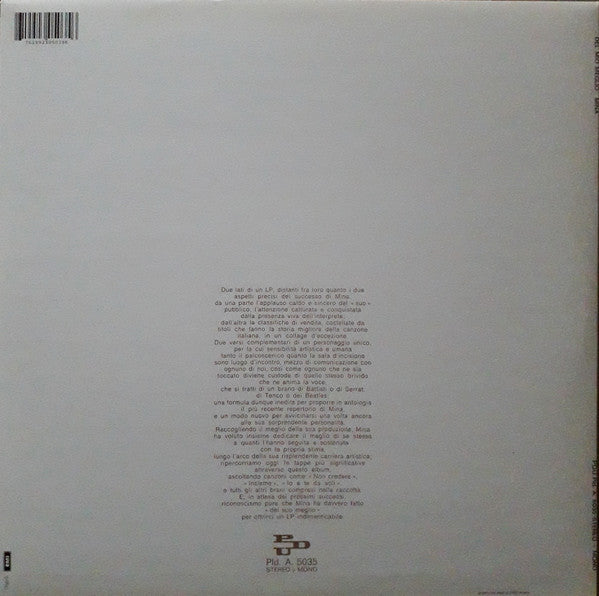 Due lati di un LP, distanti fra loro quanto i due
aspetti precisi del successo di Mina:
da una parte l'applauso caldo e sincero del « suo »
pubblico, l'attenzione catturata e conquistata
dalla presenza viva dell'interprete;
dall'altra le classifiche di vendita, costellate da
titoli che fanno la storia migliore della canzone
italiana, in un collage d'eccezione.
Due versi complementari di un personaggio unico,
per la cui sensibilità artistica e umana
tanto il palcoscenico quanto la sala d'incisione
sono luogo d'incontro, mezzo di comunicazione con
ognuno di noi; così come ognuno che ne sia
toccato diviene custode di quello stesso brivido
che ne anima la voce,
che si tratti di un brano di Battisti o di Serrat,
di Tenco o dei Beatles:
una formula dunque inedita per proporre in antologia
il più recente repertorio di Mina,
e un modo nuovo per avvicinarsi una volta ancora
alla sua sorprendente personalità.
Raccogliendo il meglio della sua produzione, Mina
ha voluto insieme dedicare il meglio di se stessa
a quanti l'hanno seguita e sostenuta
con la propria stima,
lungo l'arco della sua risplendente carriera artistica;
ripercorriamo oggi le tappe più significative
attraverso questo album,
ascoltando canzoni come « Non credere »,
« Insieme », « Io e te da soli »
e tutti gli altri brani compresi nella raccolta.
E, in attesa dei prossimi successi,
riconosciamo pure che Mina ha davvero fatto
« del suo meglio »
per offrirci un LP indimenticabile.
PDU
Pld. A. 5035
STEREO - MONO
DEL MIO MEGLIO MINA
EMI